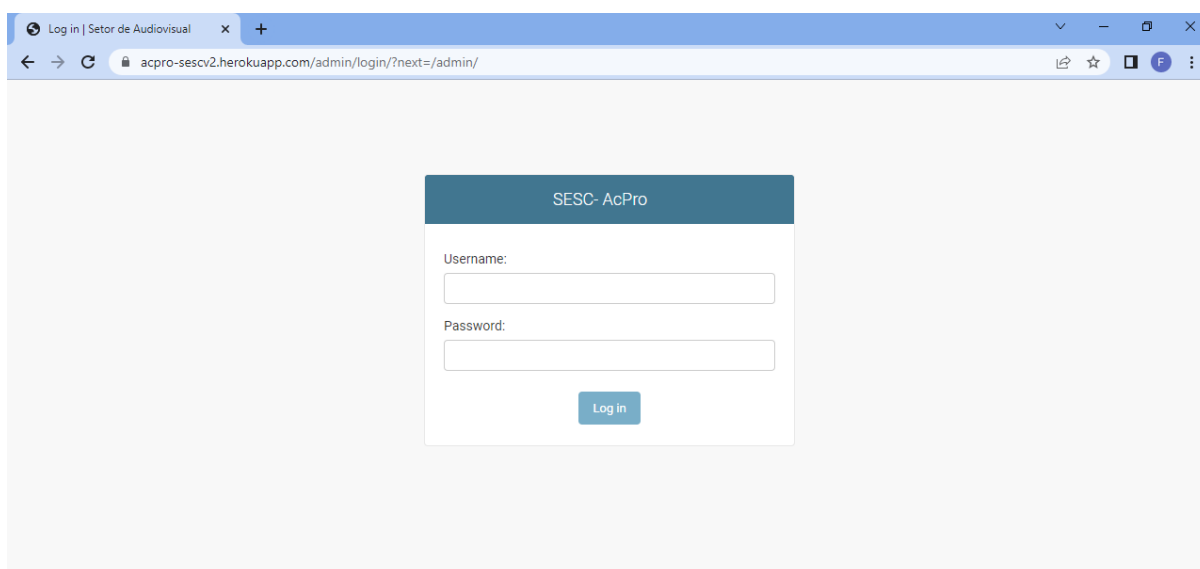 Log in | Setor de Audiovisual
acpro-sescv2.herokuapp.com/admin/login/?next=/admin/
F
SESC- AcPro
Username:
Password:
Log in